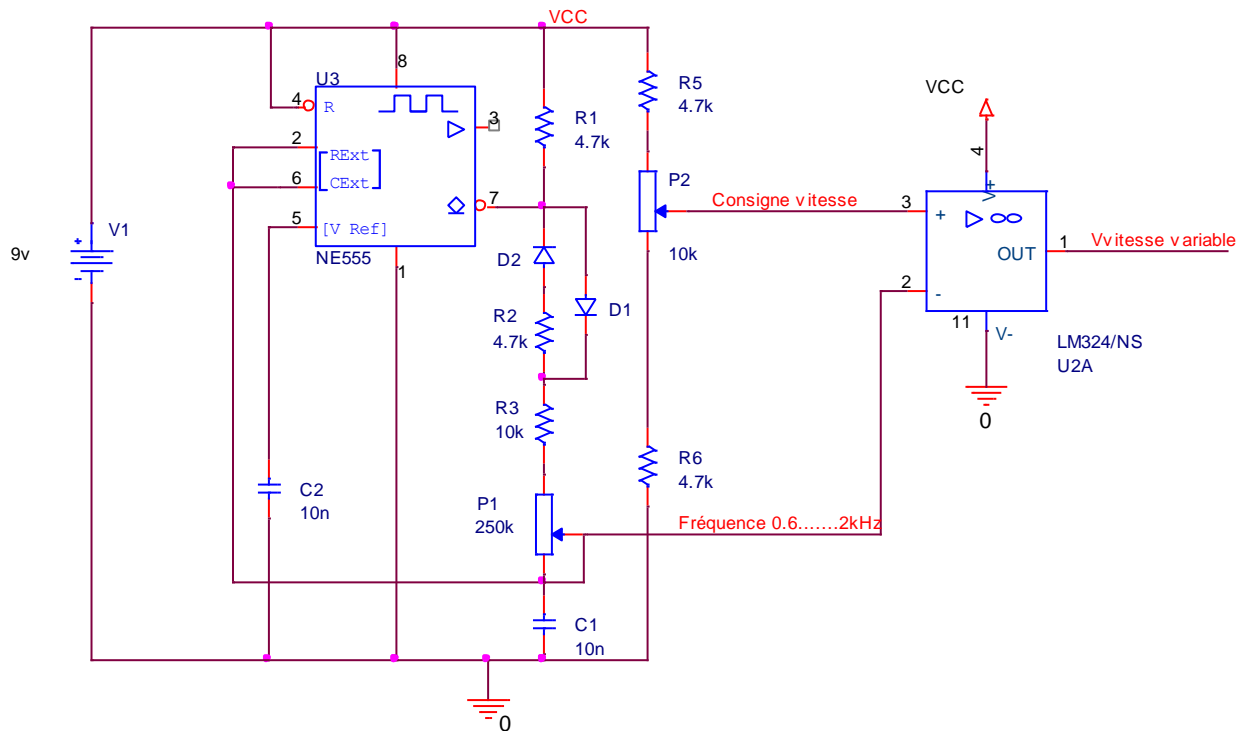 VCC
U3
8
4
R
3
2
RExt
6
CExt
5
[V Ref]
7
NE555
1
9v
V1
R1
4.7k
R5
4.7k
P2
10k
Consigne vitesse
VCC
4
V+
3
+
∞
OUT
1
Vvitesse variable
2
-
11
V-
LM324/NS
U2A
0
D2
D1
R2
4.7k
R3
10k
R6
4.7k
P1
250k
Fréquence 0.6.......2kHz
C2
10n
C1
10n
0